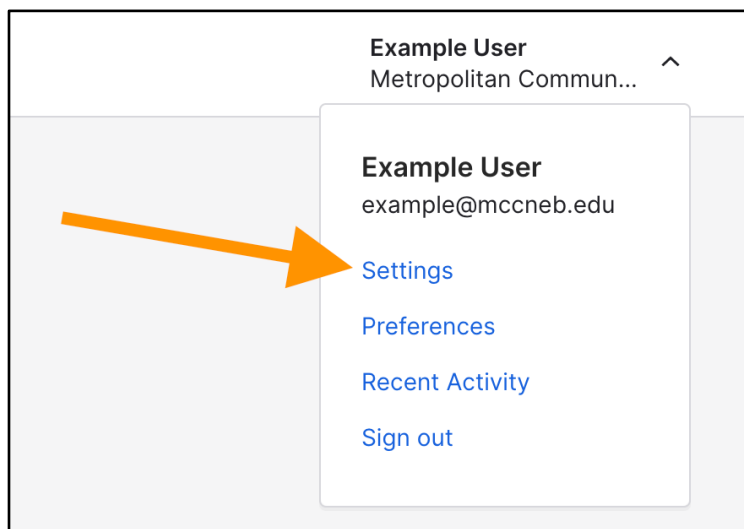 Example User
Metropolitan Commun...
Example User
example@mccneb.edu
Settings
Preferences
Recent Activity
Sign out